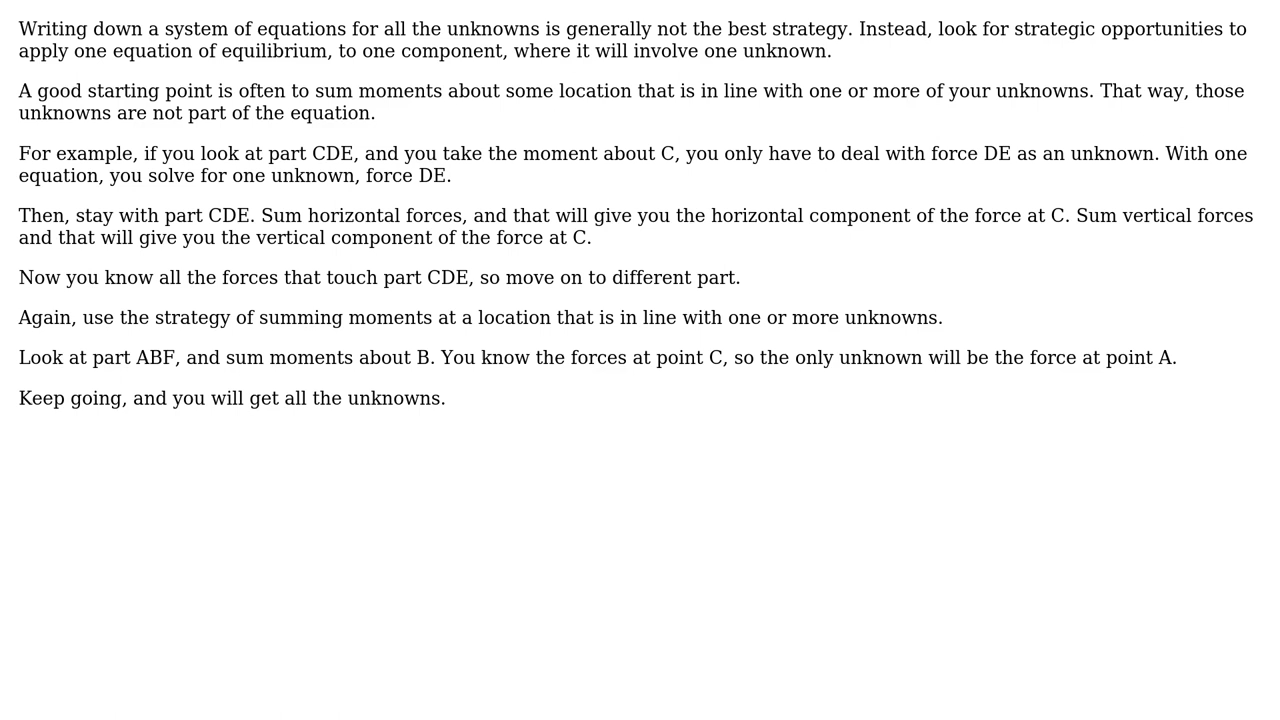 Writing down a system of equations for all the unknowns is generally not the best strategy. Instead, look for strategic opportunities to
apply one equation of equilibrium, to one component, where it will involve one unknown.
A good starting point is often to sum moments about some location that is in line with one or more of your unknowns. That way, those
unknowns are not part of the equation.
For example, if you look at part CDE, and you take the moment about C, you only have to deal with force DE as an unknown. With one
equation, you solve for one unknown, force DE.
Then, stay with part CDE. Sum horizontal forces, and that will give you the horizontal component of the force at C. Sum vertical forces
and that will give you the vertical component of the force at C.
Now you know all the forces that touch part CDE, so move on to different part.
Again, use the strategy of summing moments at a location that is in line with one or more unknowns.
Look at part ABF, and sum moments about B. You know the forces at point C, so the only unknown will be the force at point A.
Keep going, and you will get all the unknowns.